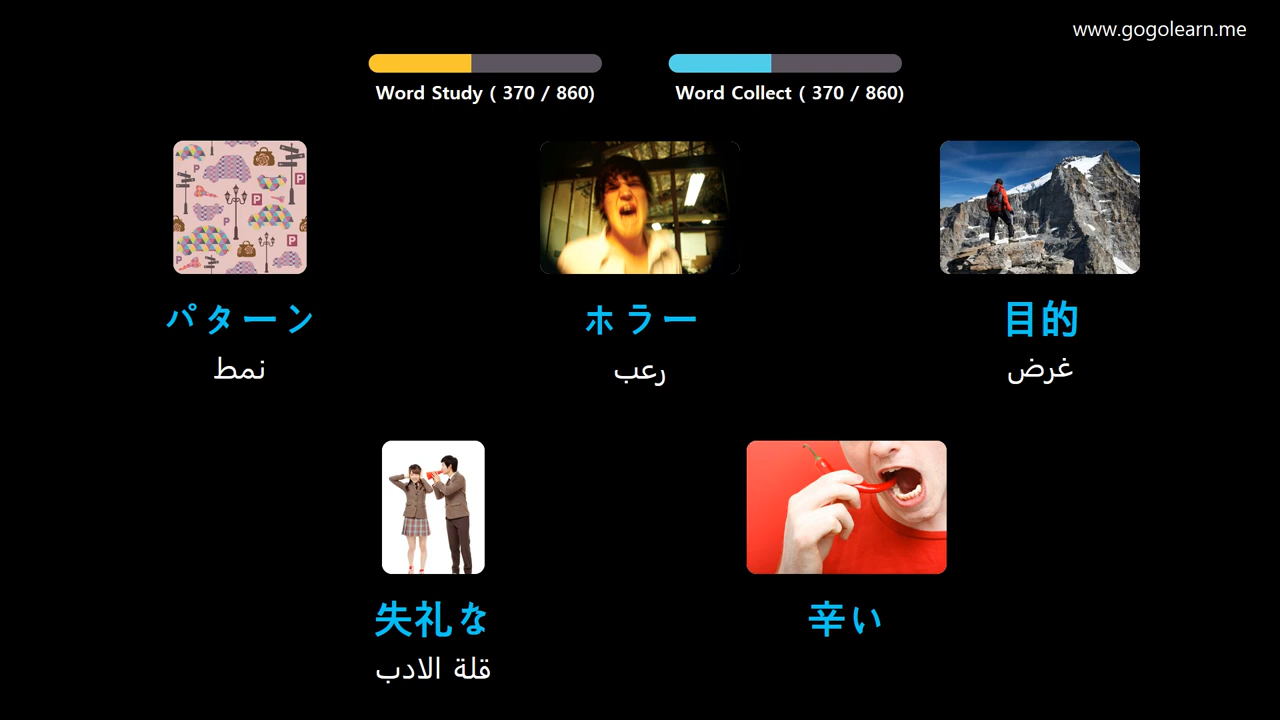 www.gogolearn.me
Word Study ( 370 / 860)
Word Collect ( 370 / 860)
P
P
P
P
P
P
パターン
نمط
ホラー
رعب
目的
غرض
失礼な
قلة الادب
辛い